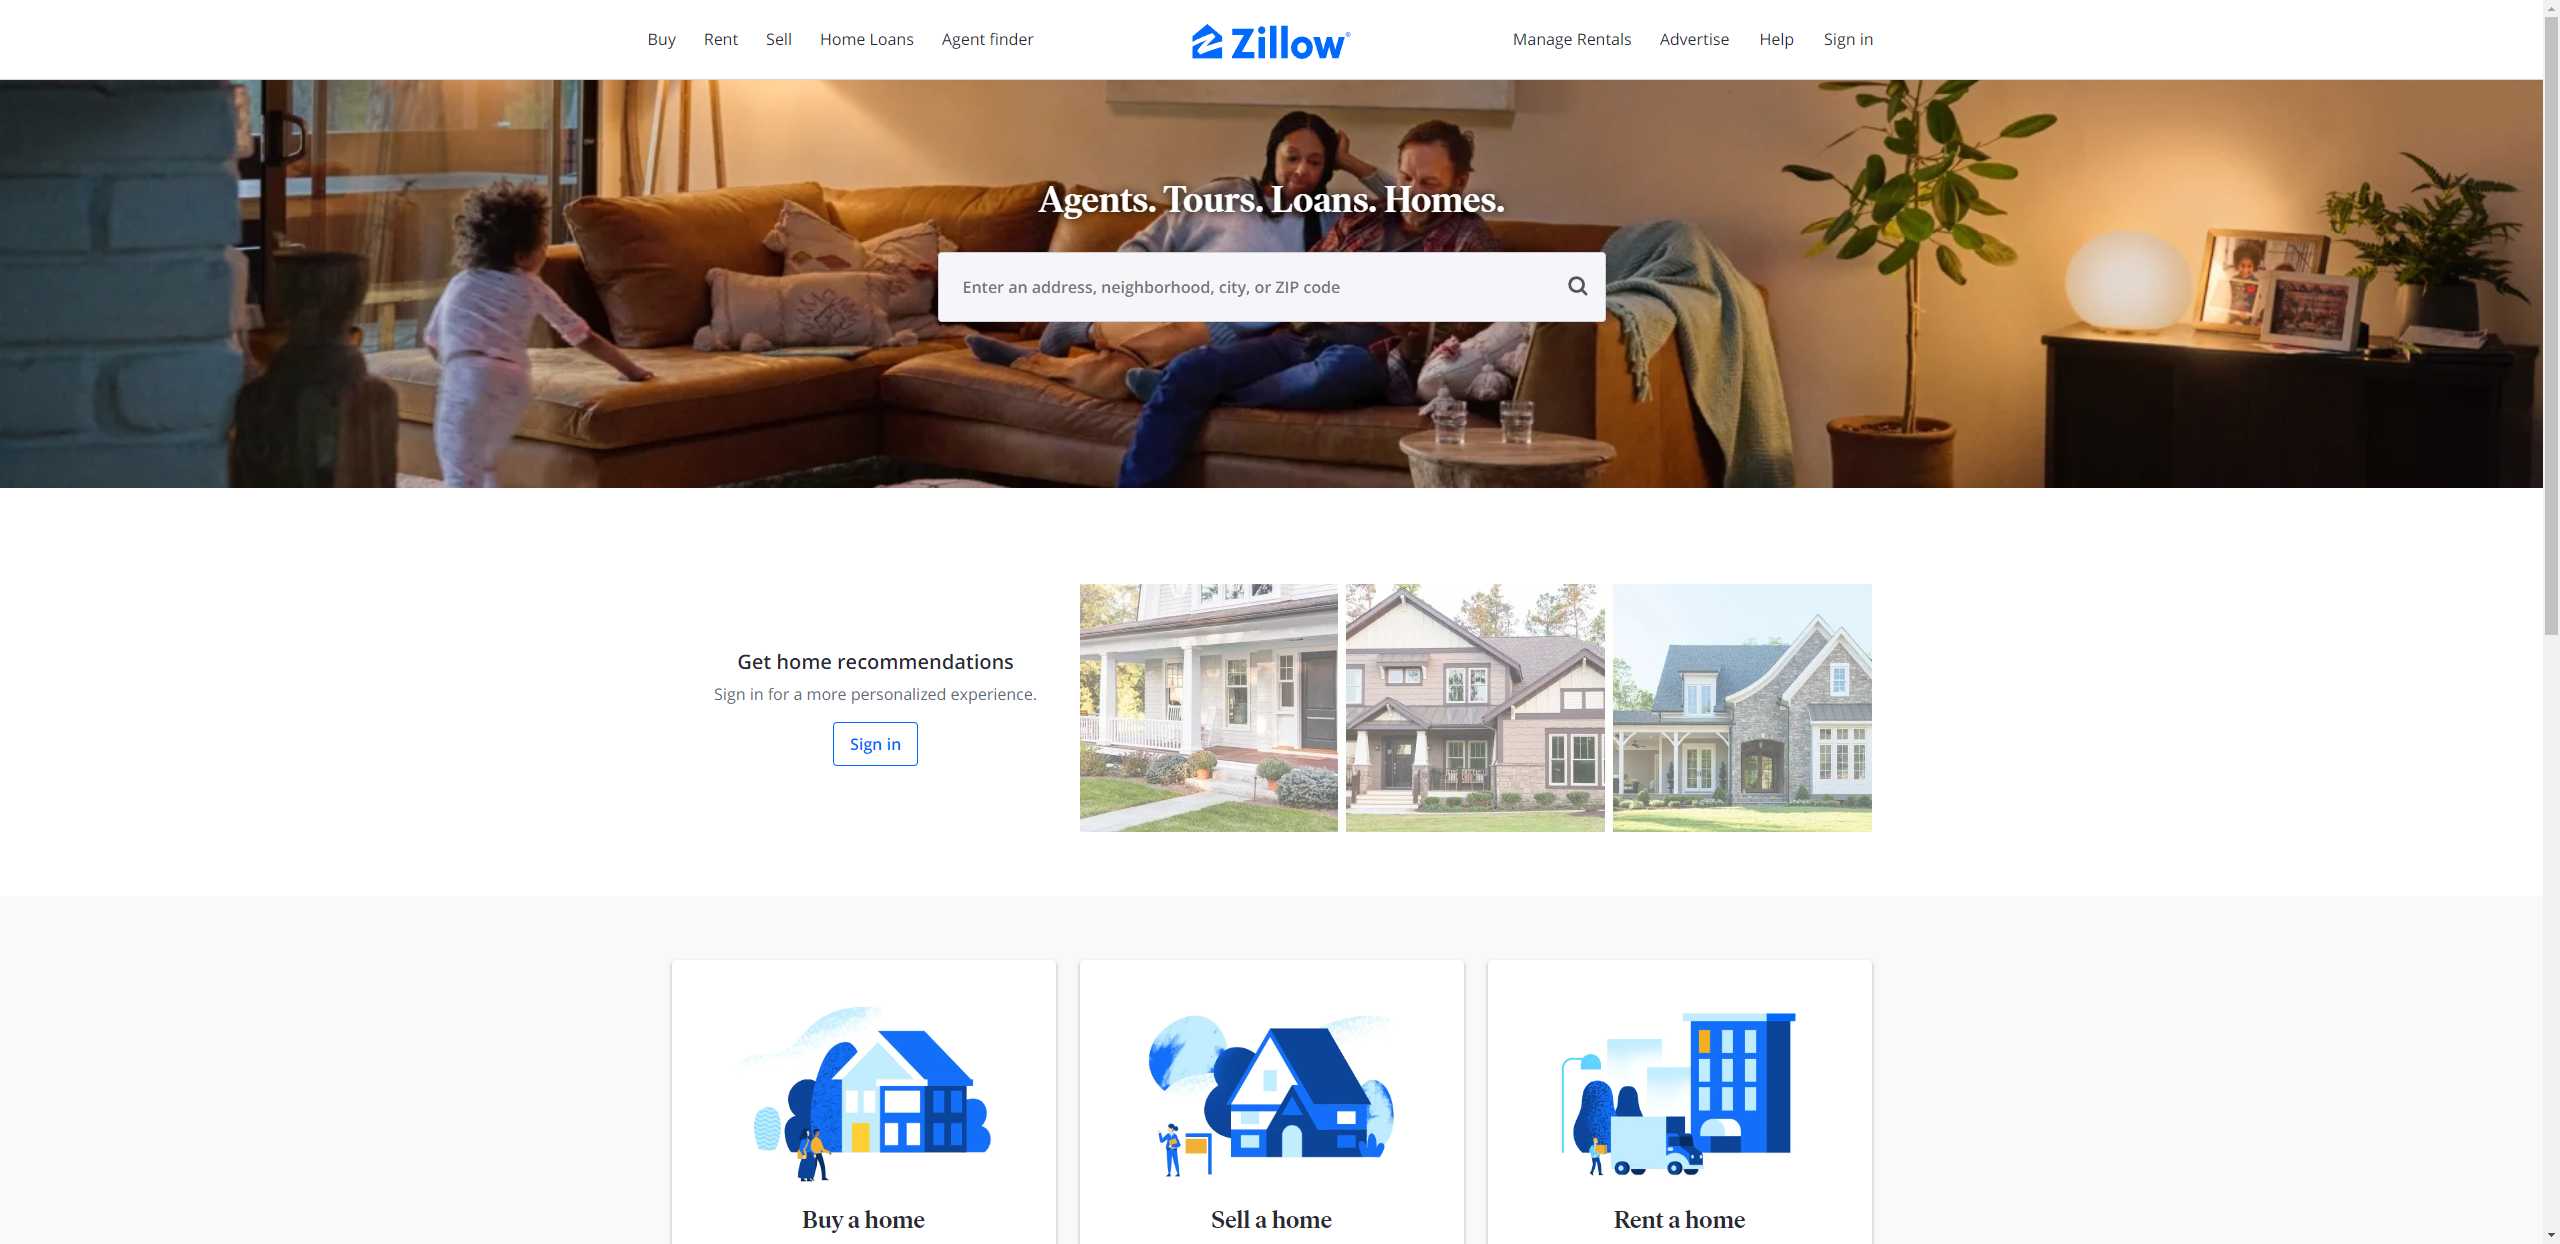 Buy Rent Sell Home Loans Agent finder Zillow Manage Rentals Advertise Help Sign in
Agents. Tours. Loans. Homes.
Enter an address, neighborhood, city, or ZIP code
Get home recommendations
Sign in for a more personalized experience.
Sign in
Buy a home
Sell a home
Rent a home